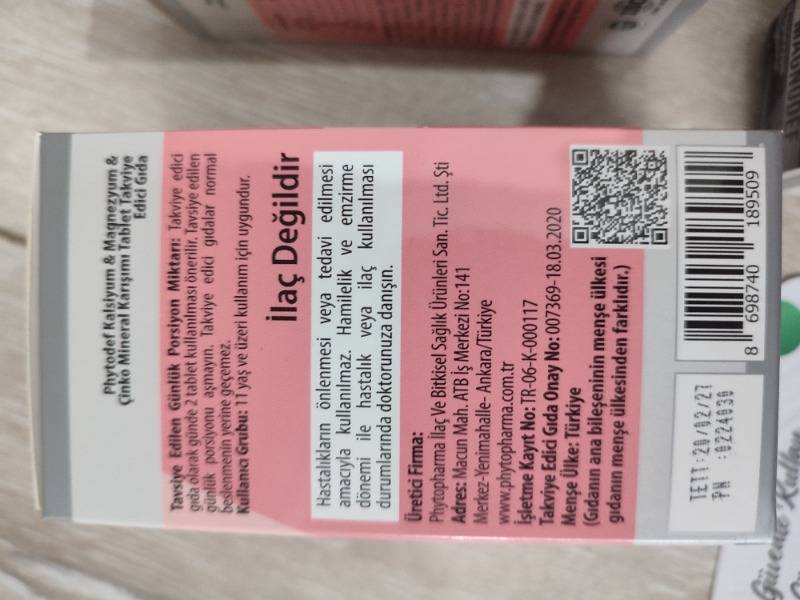 Phytodef Kalsiyum & Magnezyum &
Çinko Mineral Karışımı Tablet Takviye
Edici Gıda
Tavsiye Edilen Günlük Porsiyon Miktarı: Takviye edici
gıda olarak günde 2 tablet kullanılması önerilir. Tavsiye edilen
günlük porsiyonu aşmayın. Takviye edici gıdalar normal
beslenmenin yerine geçemez.
Kullanıcı Grubu: 11 yaş ve üzeri kullanım için uygundur.
İlaç Değildir
Hastalıkların önlenmesi veya tedavi edilmesi
amacıyla kullanılmaz. Hamilelik ve emzirme
dönemi ile hastalık veya ilaç kullanılması
durumlarında doktorunuza danışın.
Üretici Firma:
Phytopharma İlaç Ve Bitkisel Sağlık Ürünleri San. Tic. Ltd. Şti
Adres: Macun Mah. ATB İş Merkezi No:141
Merkez-Yenimahalle- Ankara/Türkiye
www.phytopharma.com.tr
İşletme Kayıt No: TR-06-K-000117
Takviye Edici Gıda Onay No: 007369-18.03.2020
Menşe Ülke: Türkiye
(Gıdanın ana bileşeninin menşe ülkesi
gıdanın menşe ülkesinden farklıdır.)
8 698740 189509
TETT:20/02/27
PN :0224030
Güvenle Kullan